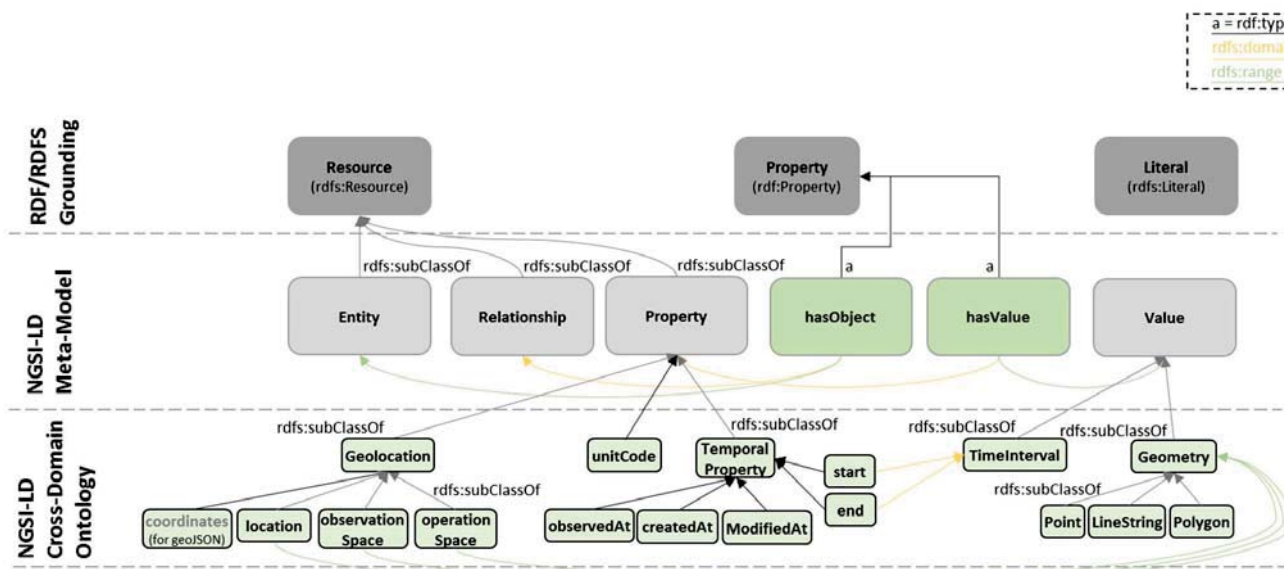 a = rdf:typ
rdfs:doma
rdfs:range
RDF/RDFS
Grounding
Resource
(rdfs:Resource)
Property
(rdf:Property)
Literal
(rdfs:Literal)
NGSI-LD
Meta-Model
rdfs:subClassOf
rdfs:subClassOf
rdfs:subClassOf
a
a
Entity
Relationship
Property
hasObject
hasValue
Value
NGSI-LD
Cross-Domain
Ontology
rdfs:subClassOf
rdfs:subClassOf
rdfs:subClassOf
rdfs:subClassOf
Geolocation
unitCode
Temporal
Property
start
end
TimeInterval
Geometry
rdfs:subClassOf
rdfs:subClassOf
coordinates
(for geoJSON)
location
observation
Space
operation
Space
observedAt
createdAt
ModifiedAt
Point
LineString
Polygon